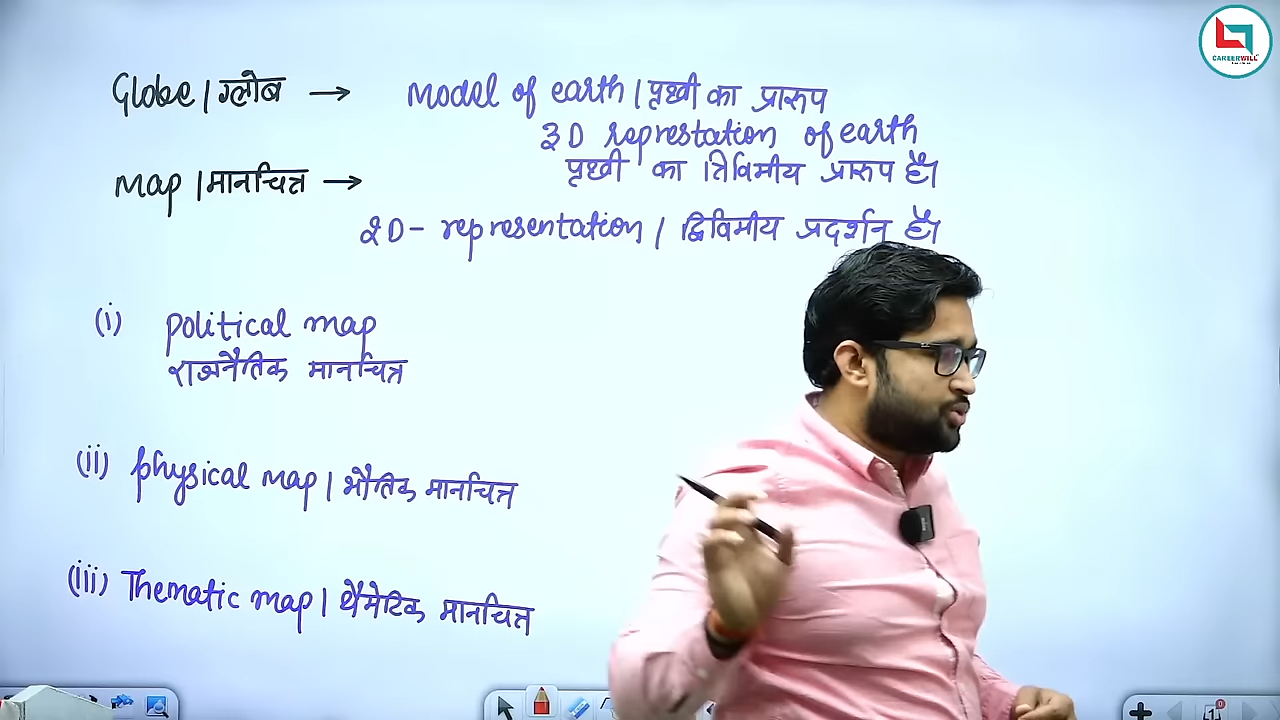 Globe | ग्लोब → model of earth | पृथ्वी का प्रारूप
3D represtation of earth
पृथ्वी का त्रिविमीय प्रारूप है।
map | मानचित्र →
2D- representation | द्विविमीय प्रदर्शन है।
(i) political map
राजनैतिक मानचित्र
(ii) physical map | भौतिक मानचित्र
(iii) Thematic map | थैमेटिक मानचित्र
CAREERWILL